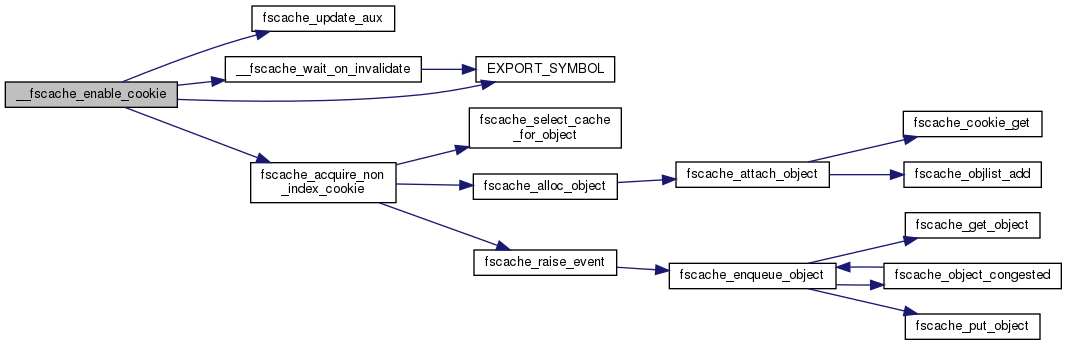 fscache_update_aux
__fscache_wait_on_invalidate
EXPORT_SYMBOL
__fscache_enable_cookie
fscache_select_cache
_for_object
fscache_cookie_get
fscache_acquire_non
_index_cookie
fscache_alloc_object
fscache_attach_object
fscache_objlist_add
fscache_get_object
fscache_raise_event
fscache_enqueue_object
fscache_object_congested
fscache_put_object